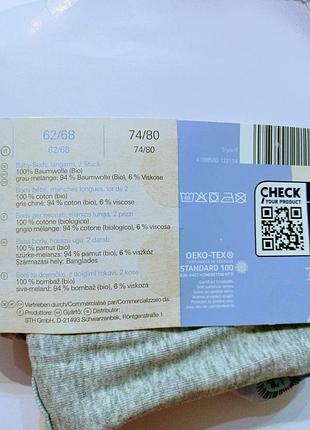 62/68 74/80
62/68 74/80
Baby-Body, langarm, 2 Stück
100% Baumwolle (Bio)
grau-melange: 94 % Baumwolle (Bio), 6 % Viskose
Body bébé, manches longues, lot de 2
100% coton (bio)
gris chiné: 94 % coton (bio), 6 % viscose
Body per neonati, manica lunga, 2 pezzi
100% cotone (biologico)
grigio mélange: 94 % cotone (biologico), 6 % viscosa
Baba body, hosszú ujjú, 2 darab
100% pamut (bio)
szürke-melanzs: 94 % pamut (bio), 6 % viszkóz
Származási hely: Banglades
Bodi za dojenčke, z dolgimi rokavi, 2 kosa
100% bombaž (bio)
siva-melanž: 94 % bombaž (bio), 6 % viskoza
Vertrieben durch/Commercialisé par/Commercializzato da:
STH GmbH, D-21493 Schwarzenbek, Röntgenstraße 1
Style #
CHECK
YOUR PRODUCT
OEKO-TEX®
STANDARD 100